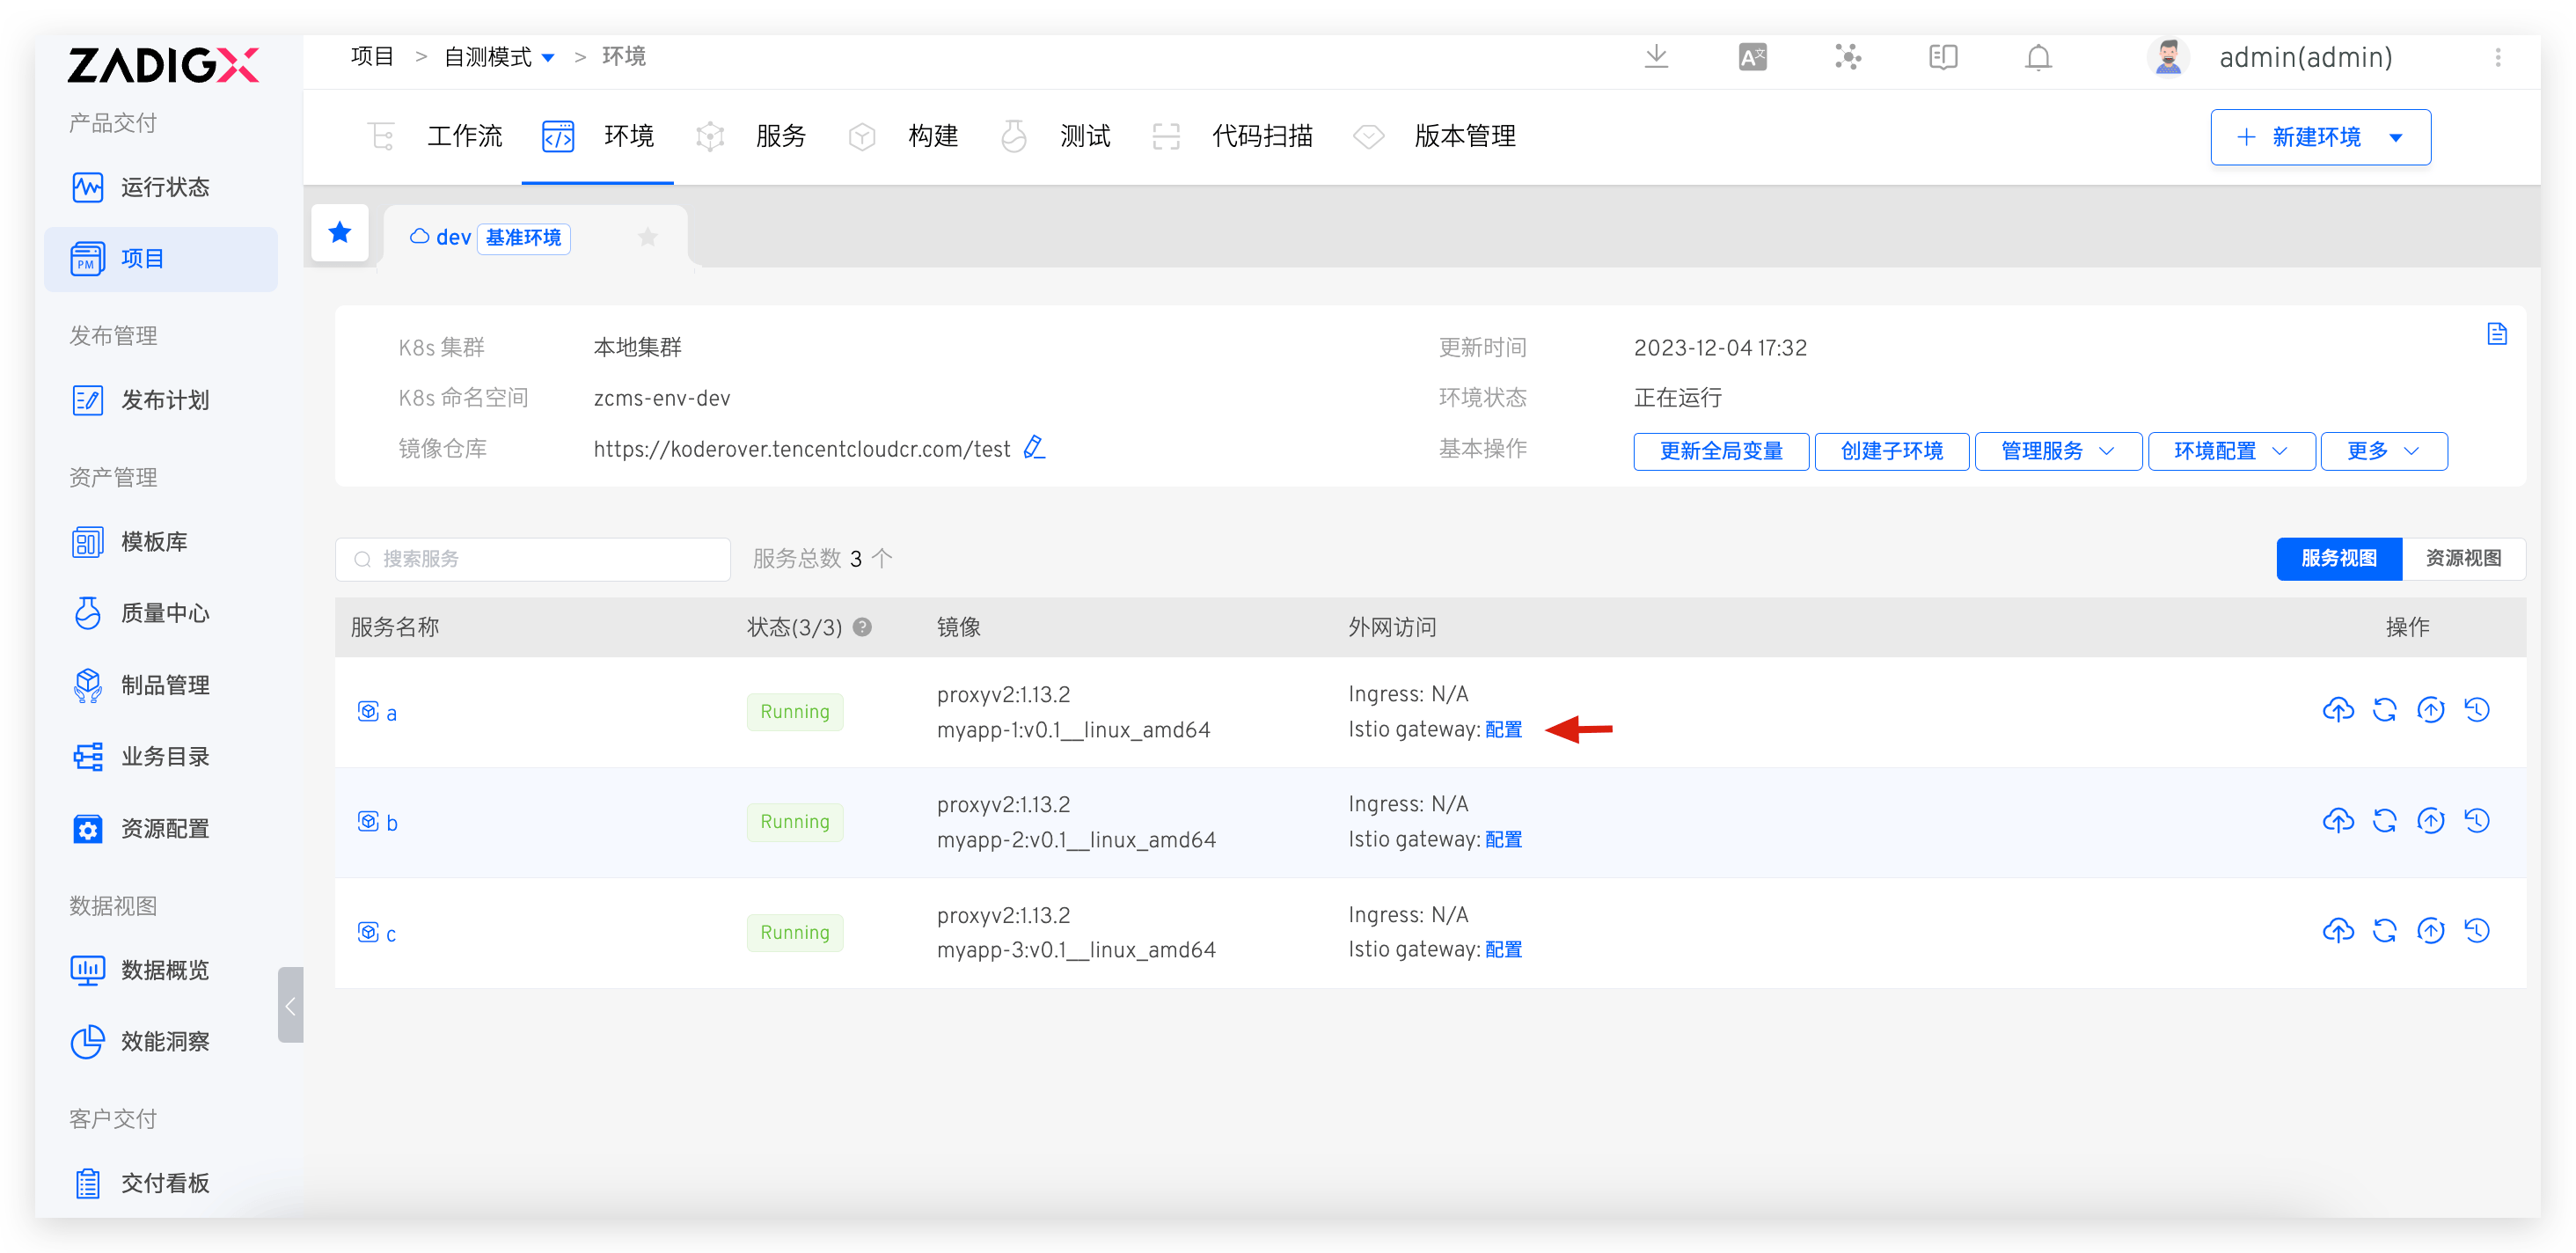 ZADIGX
项目 > 自测模式 > 环境
admin(admin)
产品交付
运行状态
项目
发布管理
发布计划
资产管理
模板库
质量中心
制品管理
业务目录
资源配置
数据视图
数据概览
效能洞察
客户交付
交付看板
工作流 环境 服务 构建 测试 代码扫描 版本管理
+ 新建环境
dev 基准环境
K8s 集群 本地集群
更新时间 2023-12-04 17:32
K8s 命名空间 zcms-env-dev
环境状态 正在运行
镜像仓库 https://koderover.tencentcloudcr.com/test
基本操作 更新全局变量 创建子环境 管理服务 环境配置 更多
搜索服务
服务总数 3 个
服务视图 资源视图
服务名称 状态(3/3) 镜像 外网访问 操作
a Running
proxyv2:1.13.2
myapp-1:v0.1__linux_amd64
Ingress: N/A
Istio gateway: 配置
b Running
proxyv2:1.13.2
myapp-2:v0.1__linux_amd64
Ingress: N/A
Istio gateway: 配置
c Running
proxyv2:1.13.2
myapp-3:v0.1__linux_amd64
Ingress: N/A
Istio gateway: 配置